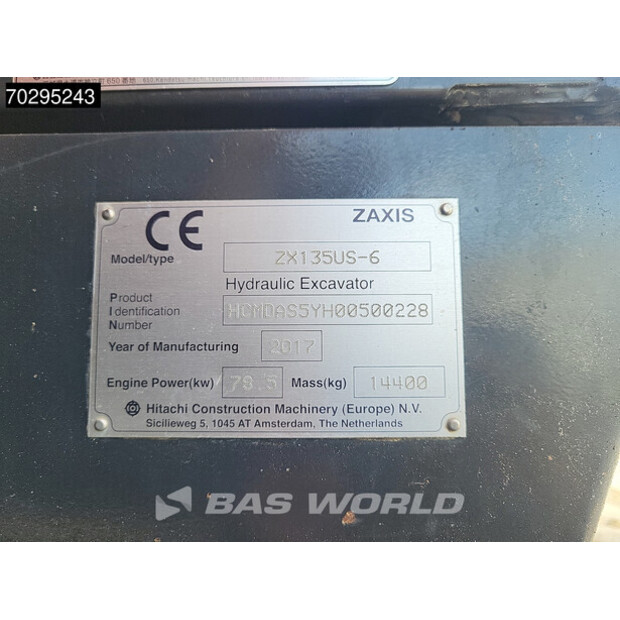 70295243
CE
ZAXIS
Model/type ZX135US-6
Hydraulic Excavator
Product
Identification HCMDAS5YH00500228
Number
Year of Manufacturing 2017
Engine Power(kw) 78.5 Mass(kg) 14400
Hitachi Construction Machinery (Europe) N.V.
Sicilieweg 5, 1045 AT Amsterdam, The Netherlands
BAS WORLD